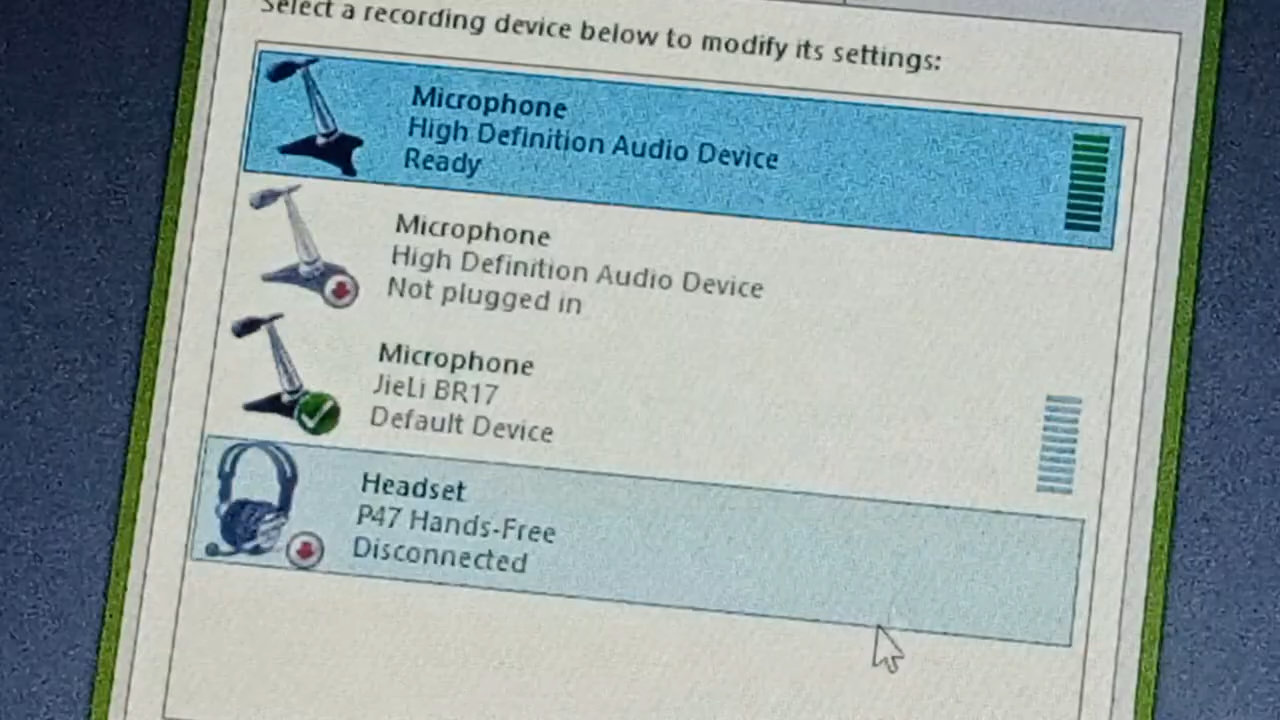 Select a recording device below to modify its settings:
Microphone
High Definition Audio Device
Ready
Microphone
High Definition Audio Device
Not plugged in
Microphone
JieLi BR17
Default Device
Headset
P47 Hands-Free
Disconnected